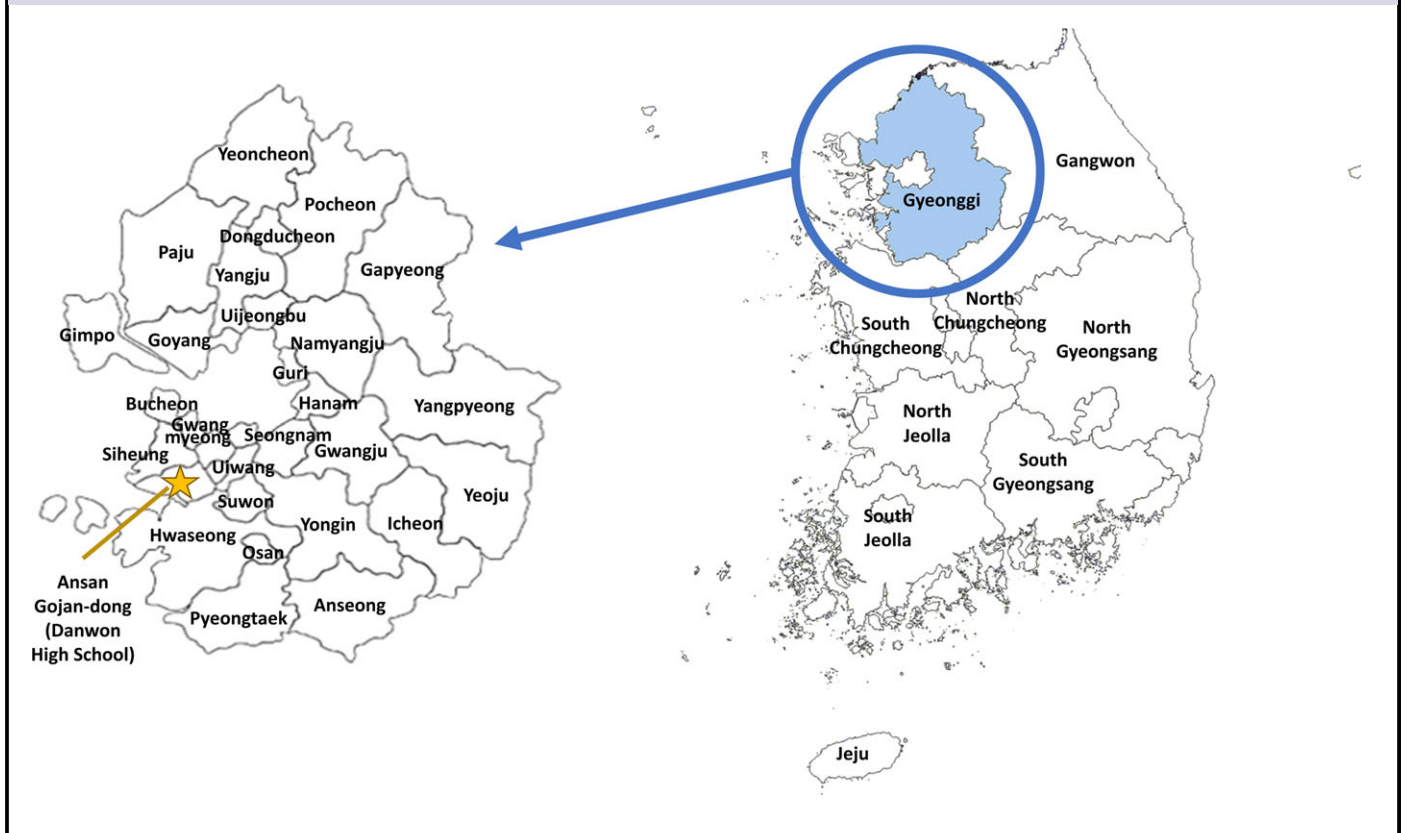 Yeoncheon
Pocheon
Dongducheon
Paju
Gapyeong
Yangju
Uijeongbu
Gimpo
Goyang
Namyangju
Guri
Bucheon
Hanam
Yangpyeong
Gwang
myeong
Seongnam
Siheung
Gwangju
Uiwang
Suwon
Yeoju
Hwaseong
Yongin
Icheon
Osan
Ansan
Gojan-dong
(Danwon
High School)
Pyeongtaek
Anseong
Gangwon
Gyeonggi
North
Chungcheong
South
Chungcheong
North
Gyeongsang
North
Jeolla
South
Gyeongsang
South
Jeolla
Jeju